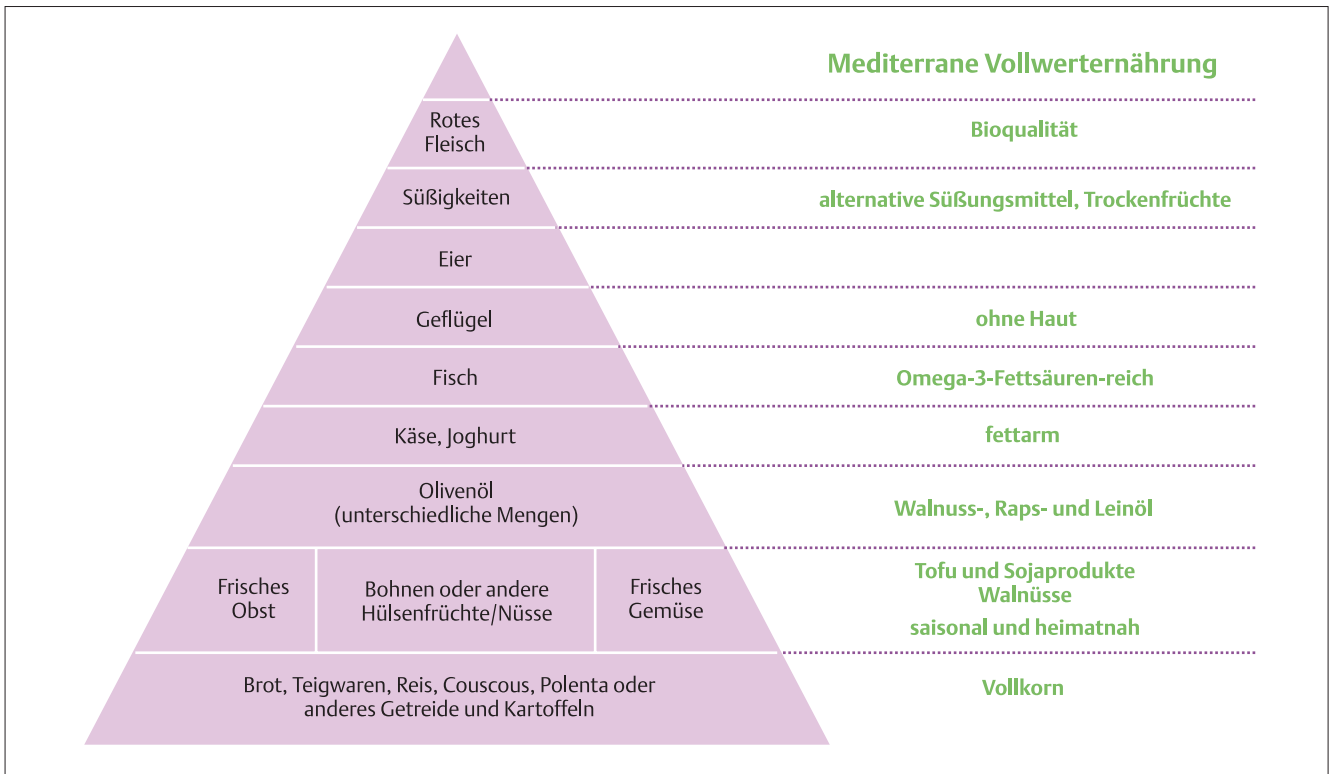 Mediterrane Vollwerternährung
Rotes
Fleisch
Bioqualität
Süßigkeiten
alternative Süßungsmittel, Trockenfrüchte
Eier
Geflügel
ohne Haut
Fisch
Omega-3-Fettsäuren-reich
Käse, Joghurt
fettarm
Olivenöl
(unterschiedliche Mengen)
Walnuss-, Raps- und Leinöl
Frisches
Obst
Bohnen oder andere
Hülsenfrüchte/Nüsse
Frisches
Gemüse
Tofu und Sojaprodukte
Walnüsse
saisonal und heimatnah
Brot, Teigwaren, Reis, Couscous, Polenta oder
anderes Getreide und Kartoffeln
Vollkorn